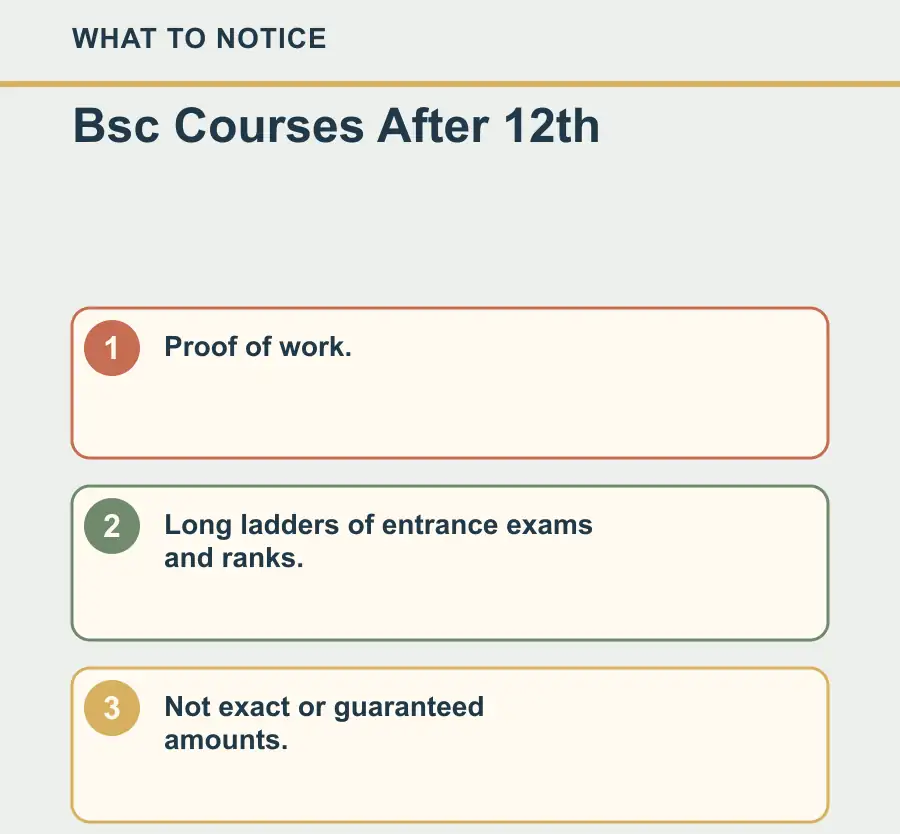 WHAT TO NOTICE
Bsc Courses After 12th
1
Proof of work.
2
Long ladders of entrance exams
and ranks.
3
Not exact or guaranteed
amounts.